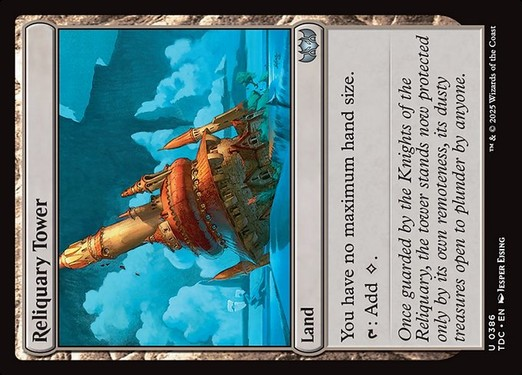 Reliquary Tower
Land
You have no maximum hand size.
: Add .
Once guarded by the Knights of the
Reliquary, the tower stands now protected
only by its own remoteness, its dusty
treasures open to plunder by anyone.
U 0386
TDC • EN Jesper Ejsing
™ & © 2025 Wizards of the Coast